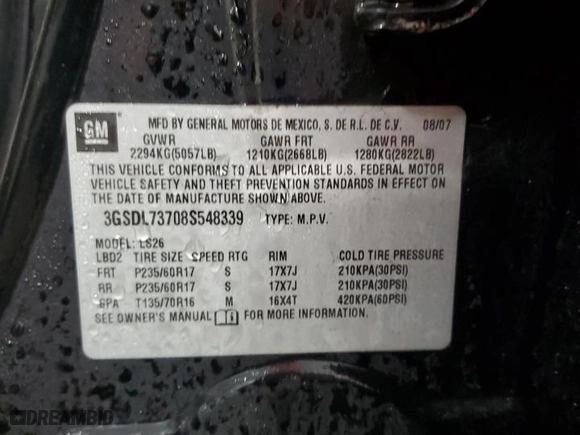 GM
MFD BY GENERAL MOTORS DE MEXICO, S. DE R.L. DE C.V. 08/07
GVWR GAWR FRT GAWR RR
2294KG(5057LB) 1210KG(2668LB) 1280KG(2822LB)
THIS VEHICLE CONFORMS TO ALL APPLICABLE U.S. FEDERAL MOTOR
VEHICLE SAFETY AND THEFT PREVENTION STANDARDS IN EFFECT ON
THE DATE OF MANUFACTURE SHOWN ABOVE.
3GSDL73708S548339 TYPE: M.P.V.
MODEL: LS26
LBD2 TIRE SIZE SPEED RTG RIM COLD TIRE PRESSURE
FRT P235/60R17 S 17X7J 210KPA(30PSI)
RR P235/60R17 S 17X7J 210KPA(30PSI)
SPA T135/70R16 M 16X4T 420KPA(60PSI)
SEE OWNER'S MANUAL FOR MORE INFORMATION.
DREAMBID